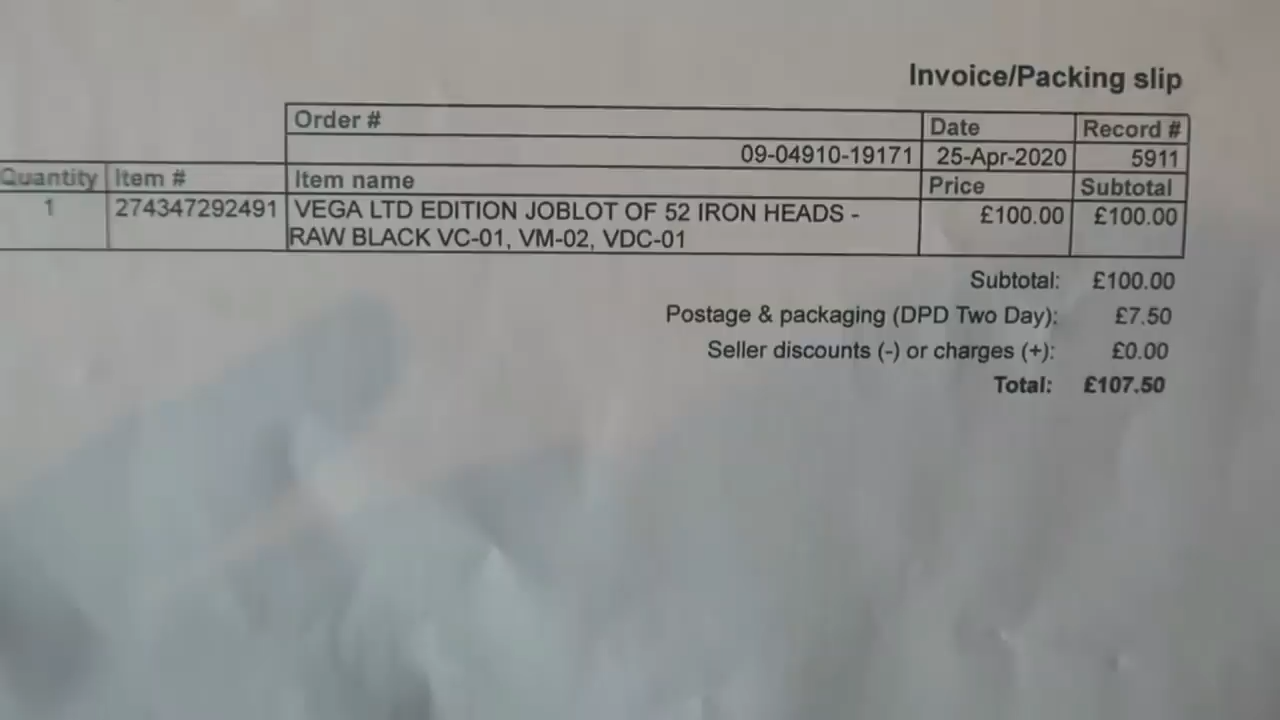 Invoice/Packing slip
Order # Date Record #
09-04910-19171 25-Apr-2020 5911
Quantity Item # Item name Price Subtotal
1 274347292491 VEGA LTD EDITION JOBLOT OF 52 IRON HEADS - £100.00 £100.00
RAW BLACK VC-01, VM-02, VDC-01
Subtotal: £100.00
Postage & packaging (DPD Two Day): £7.50
Seller discounts (-) or charges (+): £0.00
Total: £107.50